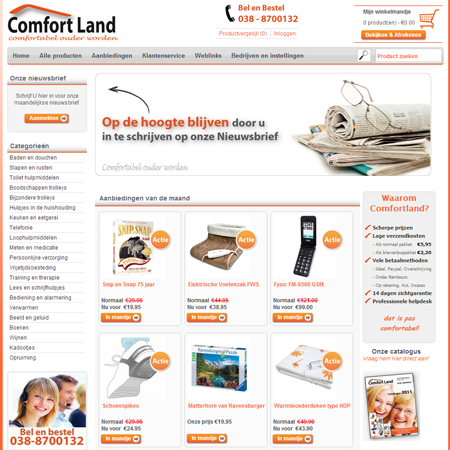 Comfort Land
comfortabel ouder worden
Bel en Bestel
038 - 8700132
Productvergelijk (0) | Inloggen
Mijn winkelmandje
0 product(en) - €0.00
Bekijken & Afrekenen
Home Alle producten Aanbiedingen Klantenservice Weblinks Bedrijven en instellingen
Product zoeken
Onze nieuwsbrief
Schrijf U hier in voor onze
maandelijkse nieuwsbrief
Aanmelden
Op de hoogte blijven door u
in te schrijven op onze Nieuwsbrief
Comfortabel ouder worden
Categorieën
Baden en douchen
Slapen en rusten
Toilet hulpmiddelen
Boodschappen trolleys
Bijzondere trolleys
Hulpjes in de huishouding
Keuken en eetgerei
Telefonie
Loophulpmiddelen
Meten en medicatie
Persoonlijke verzorging
Vrijetijdsbesteding
Training en therapie
Lees en schrijfhulpjes
Bediening en alarmering
Verwarmen
Beeld en geluid
Boeken
Wijnen
Kadootjes
Opruiming
Bel en bestel
038-8700132
Aanbiedingen van de maand
SNIP & SNAP
Actie
Snip en Snap 75 jaar
Normaal €29.95
Nu voor €19.95
In mandje
Actie
Elektrische Voetenzak FWS
Normaal €44.95
Nu voor €39.95
In mandje
Actie
Fysic FM-9300 GSM.
Normaal €121.00
Nu voor €99.00
In mandje
Actie
Schoenspikes
Normaal €29.95
Nu voor €24.95
In mandje
Ravensburger Puzzle
Matterhorn van Ravensburger
Onze prijs €19.95
In mandje
Actie
Warmteonderdeken type HDP
Normaal €49.90
Nu voor €43.90
In mandje
Waarom
Comfortland?
Scherpe prijzen
Lage verzendkosten
- Als normaal pakket €5,95
- Als brievenbuspakket €2,20
Vele betaalmethoden
- Ideal, Paypal, Overschrijving
- Onder Rembours
- Op rekening, Aut. Incasso
14 dagen zichtgarantie
Professionele helpdesk
dat is pas
comfortabel!
Onze catalogus
Vraag hem hier direct aan!
Comfort Land
Catalogus 2011